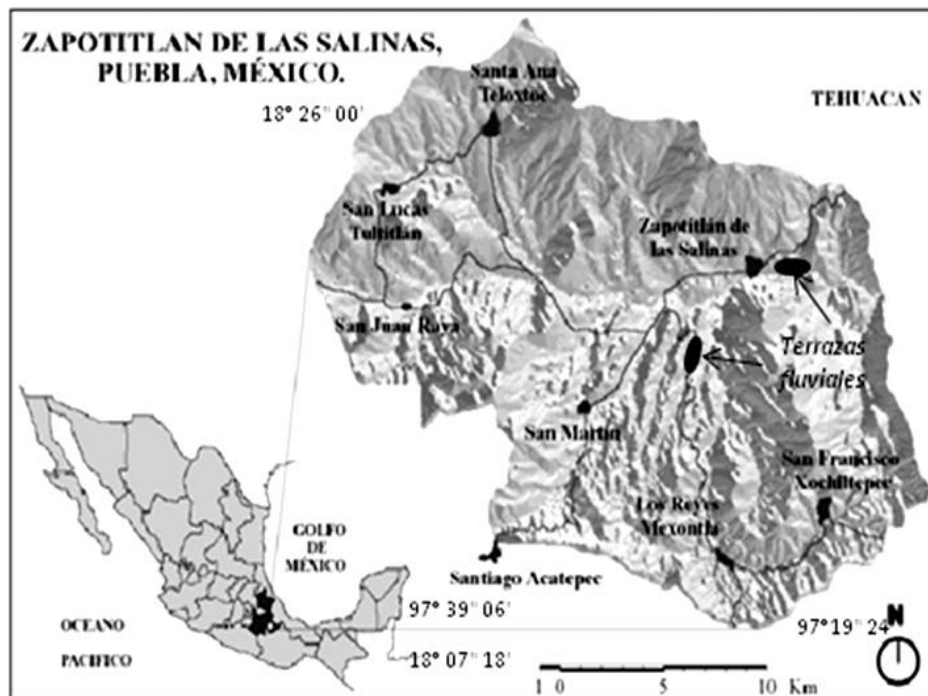 ZAPOTITLAN DE LAS SALINAS,
PUEBLA, MÉXICO.
Santa Ana
Teloxtoc
18° 26" 00'
TEHUACAN
San Lucas
Tultitlán
Zapotitlán de
las Salinas
San Juan Raya
Terrazas
fluviales
San Martín
San Francisco
Xochiltepec
Los Reyes
Mexontla
GOLFO
DE
MÉXICO
Santiago Acatepec
97° 39" 06'
97°19" 24'
N
OCEANO
PACIFICO
18° 07" 18'
1 0 5 10 Km